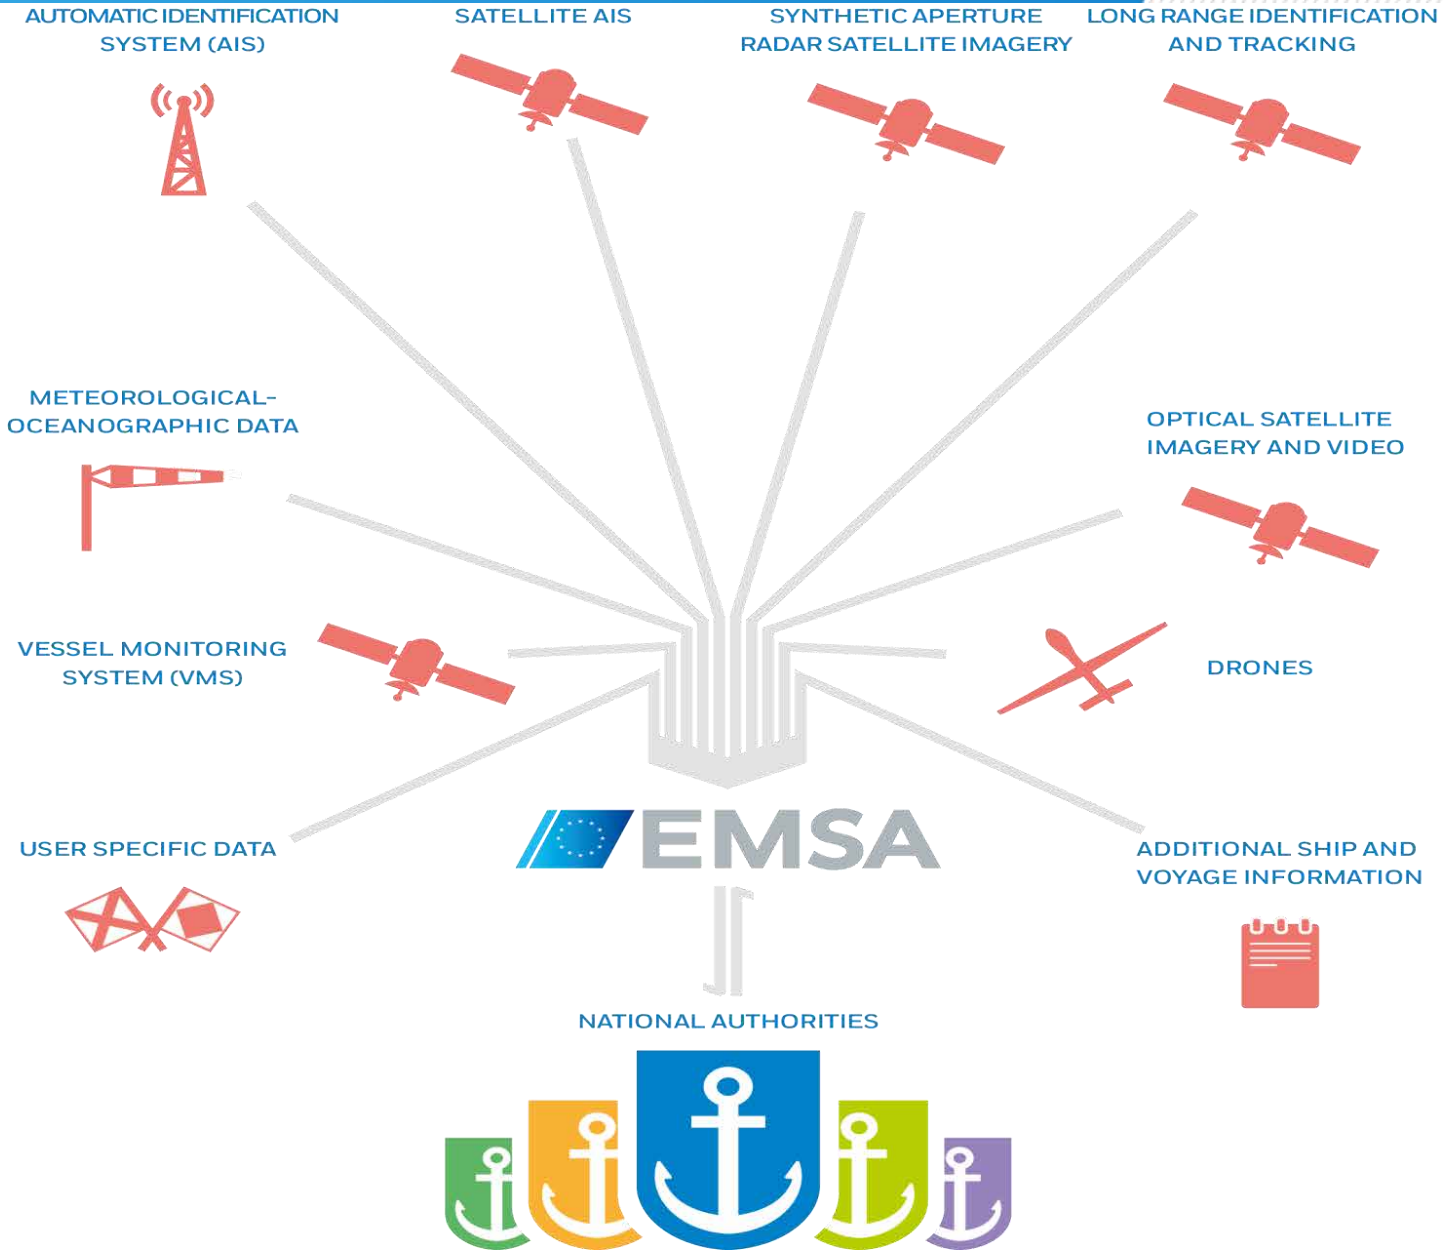 AUTOMATIC IDENTIFICATION
SYSTEM (AIS)
SATELLITE AIS
SYNTHETIC APERTURE
RADAR SATELLITE IMAGERY
LONG RANGE IDENTIFICATION
AND TRACKING
METEOROLOGICAL-
OCEANOGRAPHIC DATA
OPTICAL SATELLITE
IMAGERY AND VIDEO
VESSEL MONITORING
SYSTEM (VMS)
DRONES
USER SPECIFIC DATA
ADDITIONAL SHIP AND
VOYAGE INFORMATION
EMSA
NATIONAL AUTHORITIES